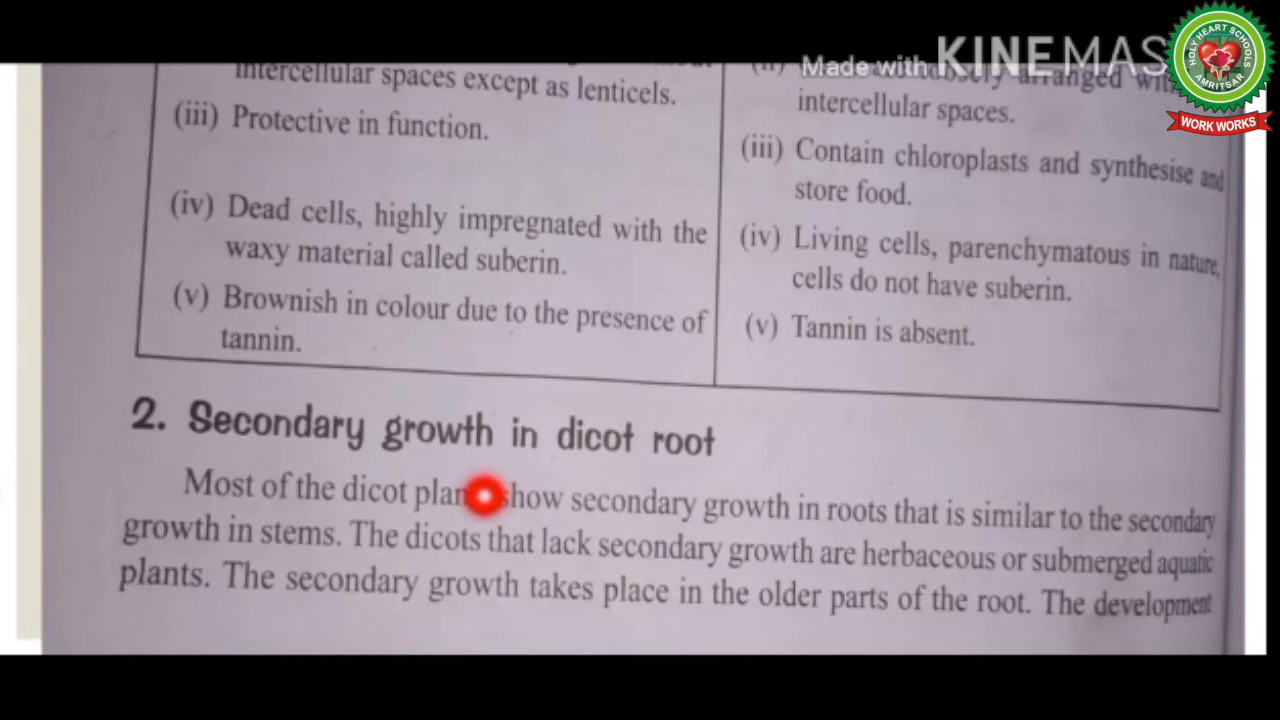 Made with KINEMAS
HOLY HEART SCHOOLS
AMRITSAR
WORK WORKS
intercellular spaces except as lenticels.
(iii) Protective in function.
(iv) Dead cells, highly impregnated with the
waxy material called suberin.
(v) Brownish in colour due to the presence of
tannin.
arranged
intercellular spaces.
(iii) Contain chloroplasts and synthesise and
store food.
(iv) Living cells, parenchymatous in nature,
cells do not have suberin.
(v) Tannin is absent.
2. Secondary growth in dicot root
Most of the dicot show secondary growth in roots that is similar to the secondary
growth in stems. The dicots that lack secondary growth are herbaceous or submerged aquatic
plants. The secondary growth takes place in the older parts of the root. The development